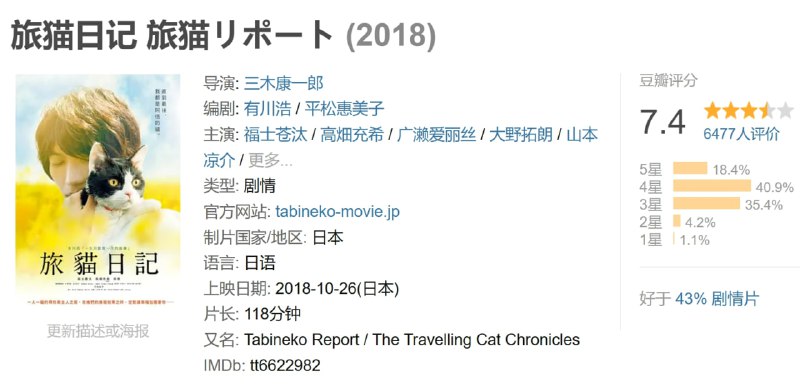 旅猫日记 旅猫リポート (2018)
旅貓日記
更新描述或海报
导演: 三木康一郎
编剧: 有川浩 / 平松惠美子
主演: 福士苍汰 / 高畑充希 / 广濑爱丽丝 / 大野拓朗 / 山本
凉介 / 更多...
类型: 剧情
官方网站: tabineko-movie.jp
制片国家/地区: 日本
语言: 日语
上映日期: 2018-10-26(日本)
片长: 118分钟
又名: Tabineko Report / The Travelling Cat Chronicles
IMDb: tt6622982
豆瓣评分
7.4
6477人评价
5星 18.4%
4星 40.9%
3星 35.4%
2星 4.2%
1星 1.1%
好于 43% 剧情片